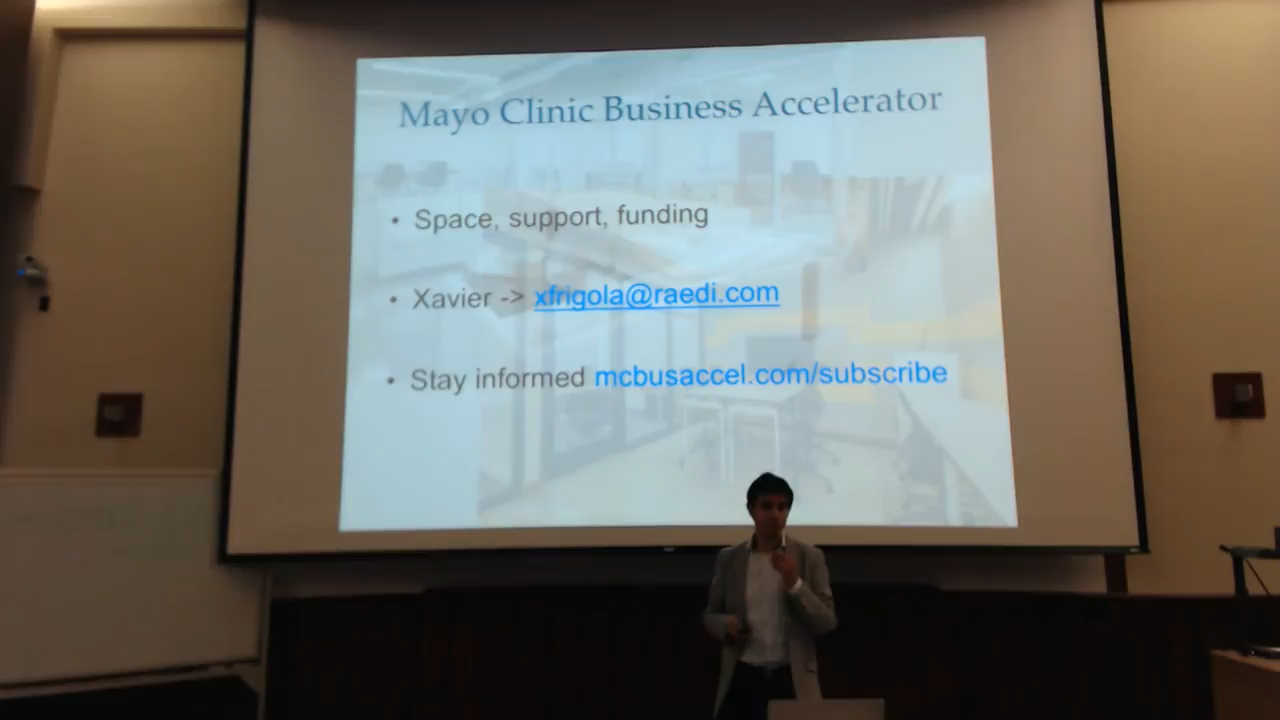 Mayo Clinic Business Accelerator
• Space, support, funding
• Xavier -> xfrigola@raedi.com
• Stay informed mcbusaccel.com/subscribe